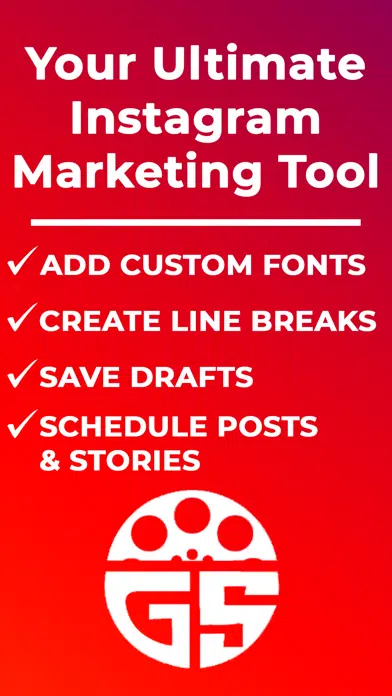 Your Ultimate
Instagram
Marketing Tool
ADD CUSTOM FONTS
CREATE LINE BREAKS
SAVE DRAFTS
SCHEDULE POSTS
& STORIES
GS